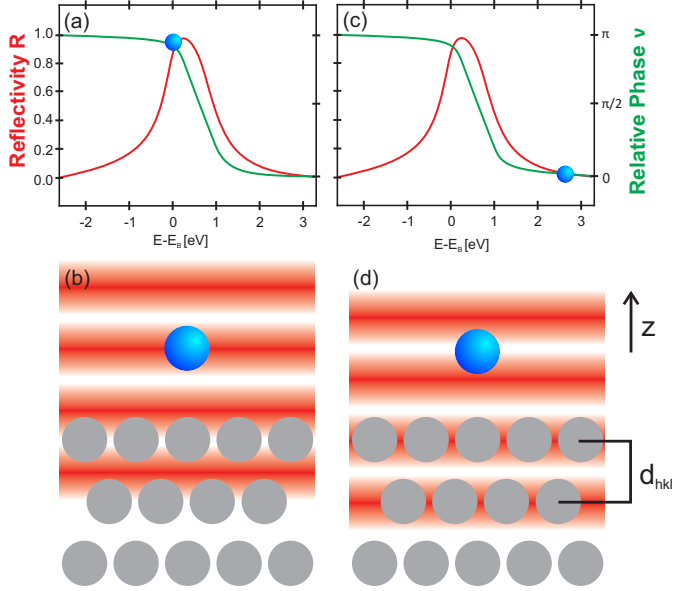 (a)
(c)
Reflectivity R
1.0
0.8
0.6
0.4
0.2
0.0
-2
-1
0
1
2
3
E-E_B [eV]
-2
-1
0
1
2
3
E-E_B [eV]
π
π/2
0
Relative Phase ν
(b)
(d)
z
d_hkl